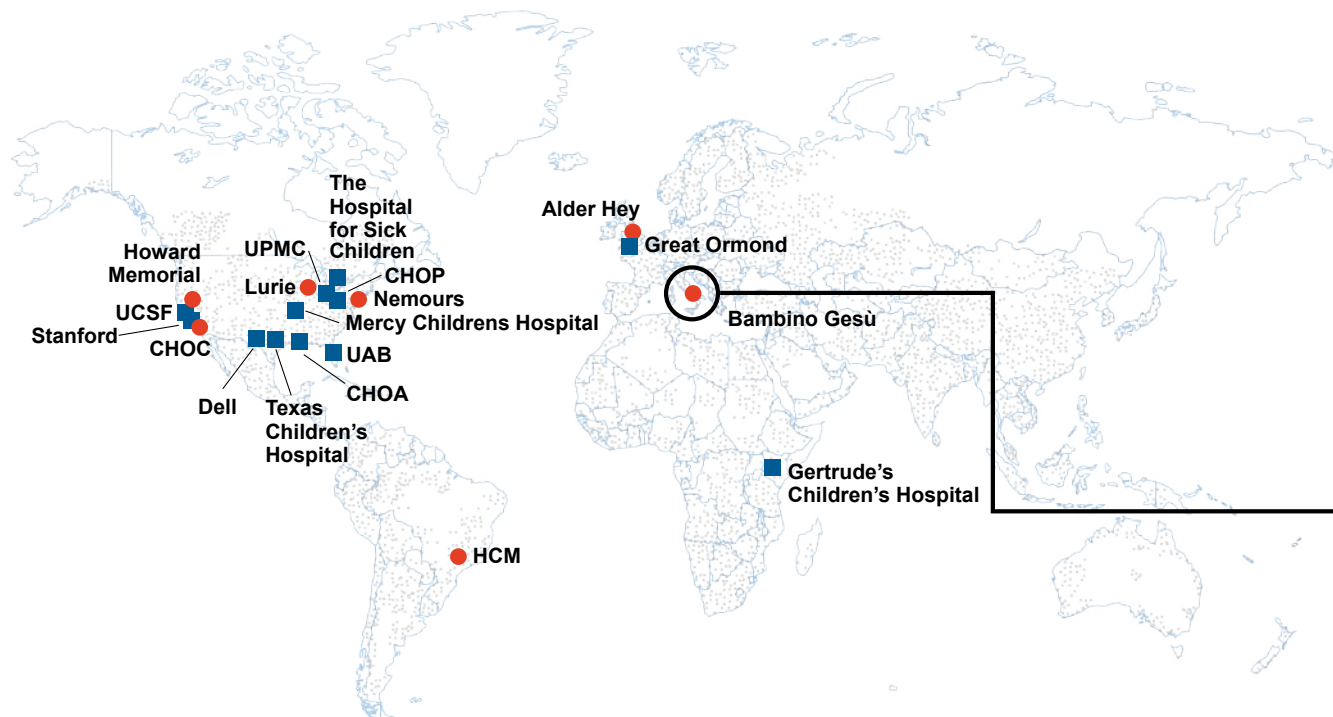 The
Hospital
for Sick
Children
UPMC
CHOP
Howard
Memorial
Lurie
Nemours
UCSF
Mercy Childrens Hospital
Stanford
CHOC
UAB
Dell
CHOA
Texas
Children’s
Hospital
Alder Hey
Great Ormond
Bambino Gesù
Gertrude’s
Children’s Hospital
HCM